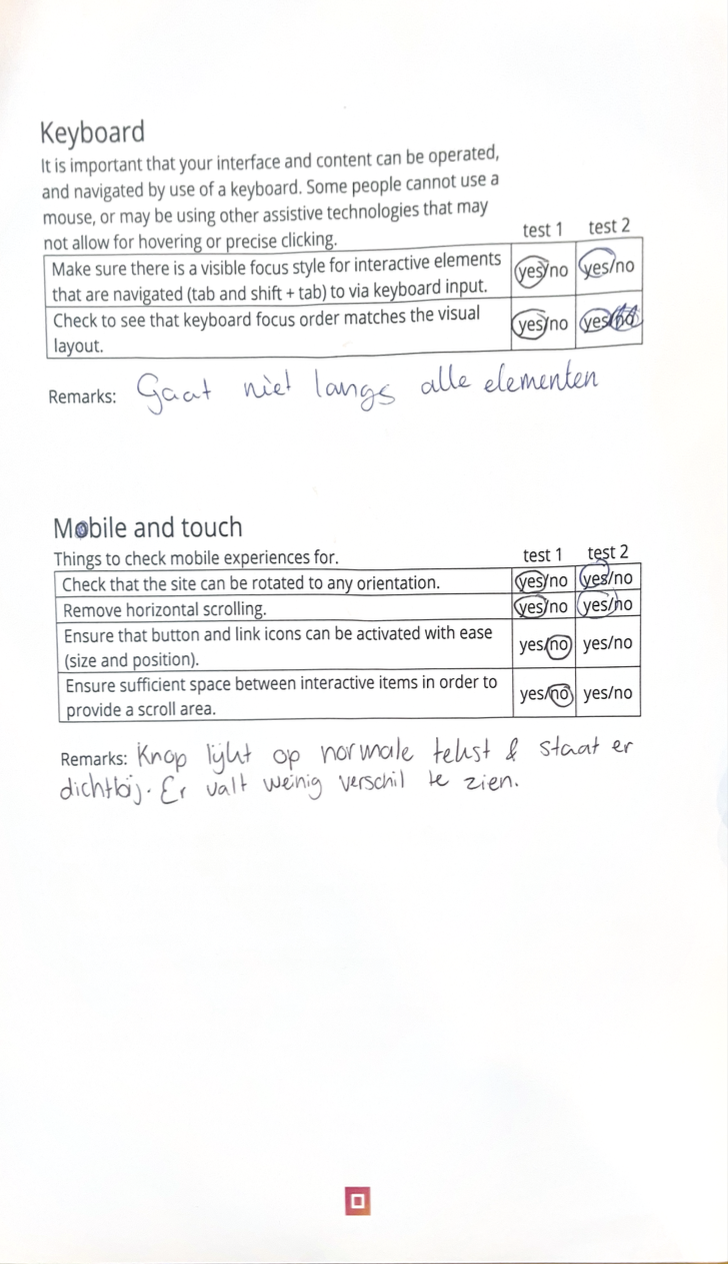 Keyboard
It is important that your interface and content can be operated,
and navigated by use of a keyboard. Some people cannot use a
mouse, or may be using other assistive technologies that may
not allow for hovering or precise clicking.
test 1 test 2
Make sure there is a visible focus style for interactive elements
that are navigated (tab and shift + tab) to via keyboard input.
yes/no yes/no
Check to see that keyboard focus order matches the visual
layout.
yes/no yes/no
Remarks: Gaat niet langs alle elementen
Mobile and touch
Things to check mobile experiences for.
test 1 test 2
Check that the site can be rotated to any orientation. yes/no yes/no
Remove horizontal scrolling. yes/no yes/no
Ensure that button and link icons can be activated with ease
(size and position).
yes/no yes/no
Ensure sufficient space between interactive items in order to
provide a scroll area.
yes/no yes/no
Remarks: Knop lijkt op normale tekst & staat er
dichtbij. Er valt weinig verschil te zien.